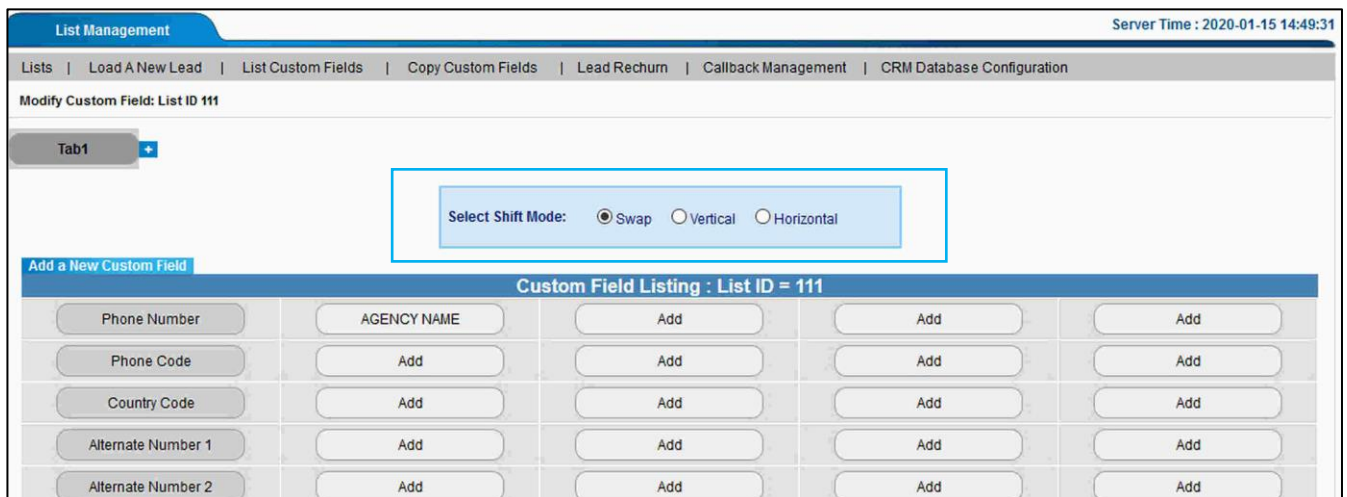 List Management
Server Time : 2020-01-15 14:49:31
Lists | Load A New Lead | List Custom Fields | Copy Custom Fields | Lead Rechurn | Callback Management | CRM Database Configuration
Modify Custom Field: List ID 111
Tab1 +
Select Shift Mode: Swap Vertical Horizontal
Add a New Custom Field
Custom Field Listing : List ID = 111
Phone Number AGENCY NAME Add Add Add
Phone Code Add Add Add Add
Country Code Add Add Add Add
Alternate Number 1 Add Add Add Add
Alternate Number 2 Add Add Add Add